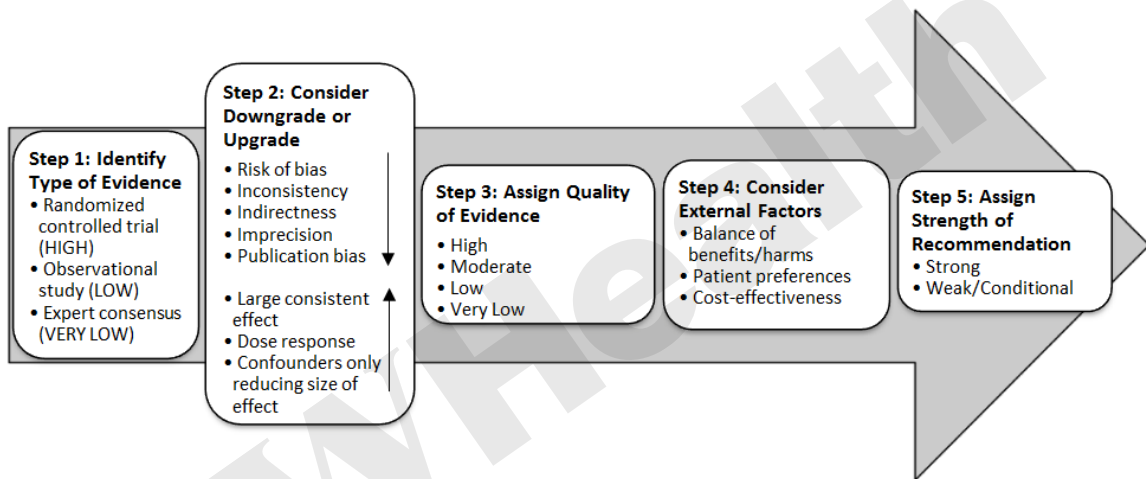 Step 1: Identify
Type of Evidence
• Randomized
controlled trial
(HIGH)
• Observational
study (LOW)
• Expert consensus
(VERY LOW)
Step 2: Consider
Downgrade or
Upgrade
• Risk of bias
• Inconsistency
• Indirectness
• Imprecision
• Publication bias
• Large consistent
effect
• Dose response
• Confounders only
reducing size of
effect
Step 3: Assign Quality
of Evidence
• High
• Moderate
• Low
• Very Low
Step 4: Consider
External Factors
• Balance of
benefits/harms
• Patient preferences
• Cost-effectiveness
Step 5: Assign
Strength of
Recommendation
• Strong
• Weak/Conditional
WHealth